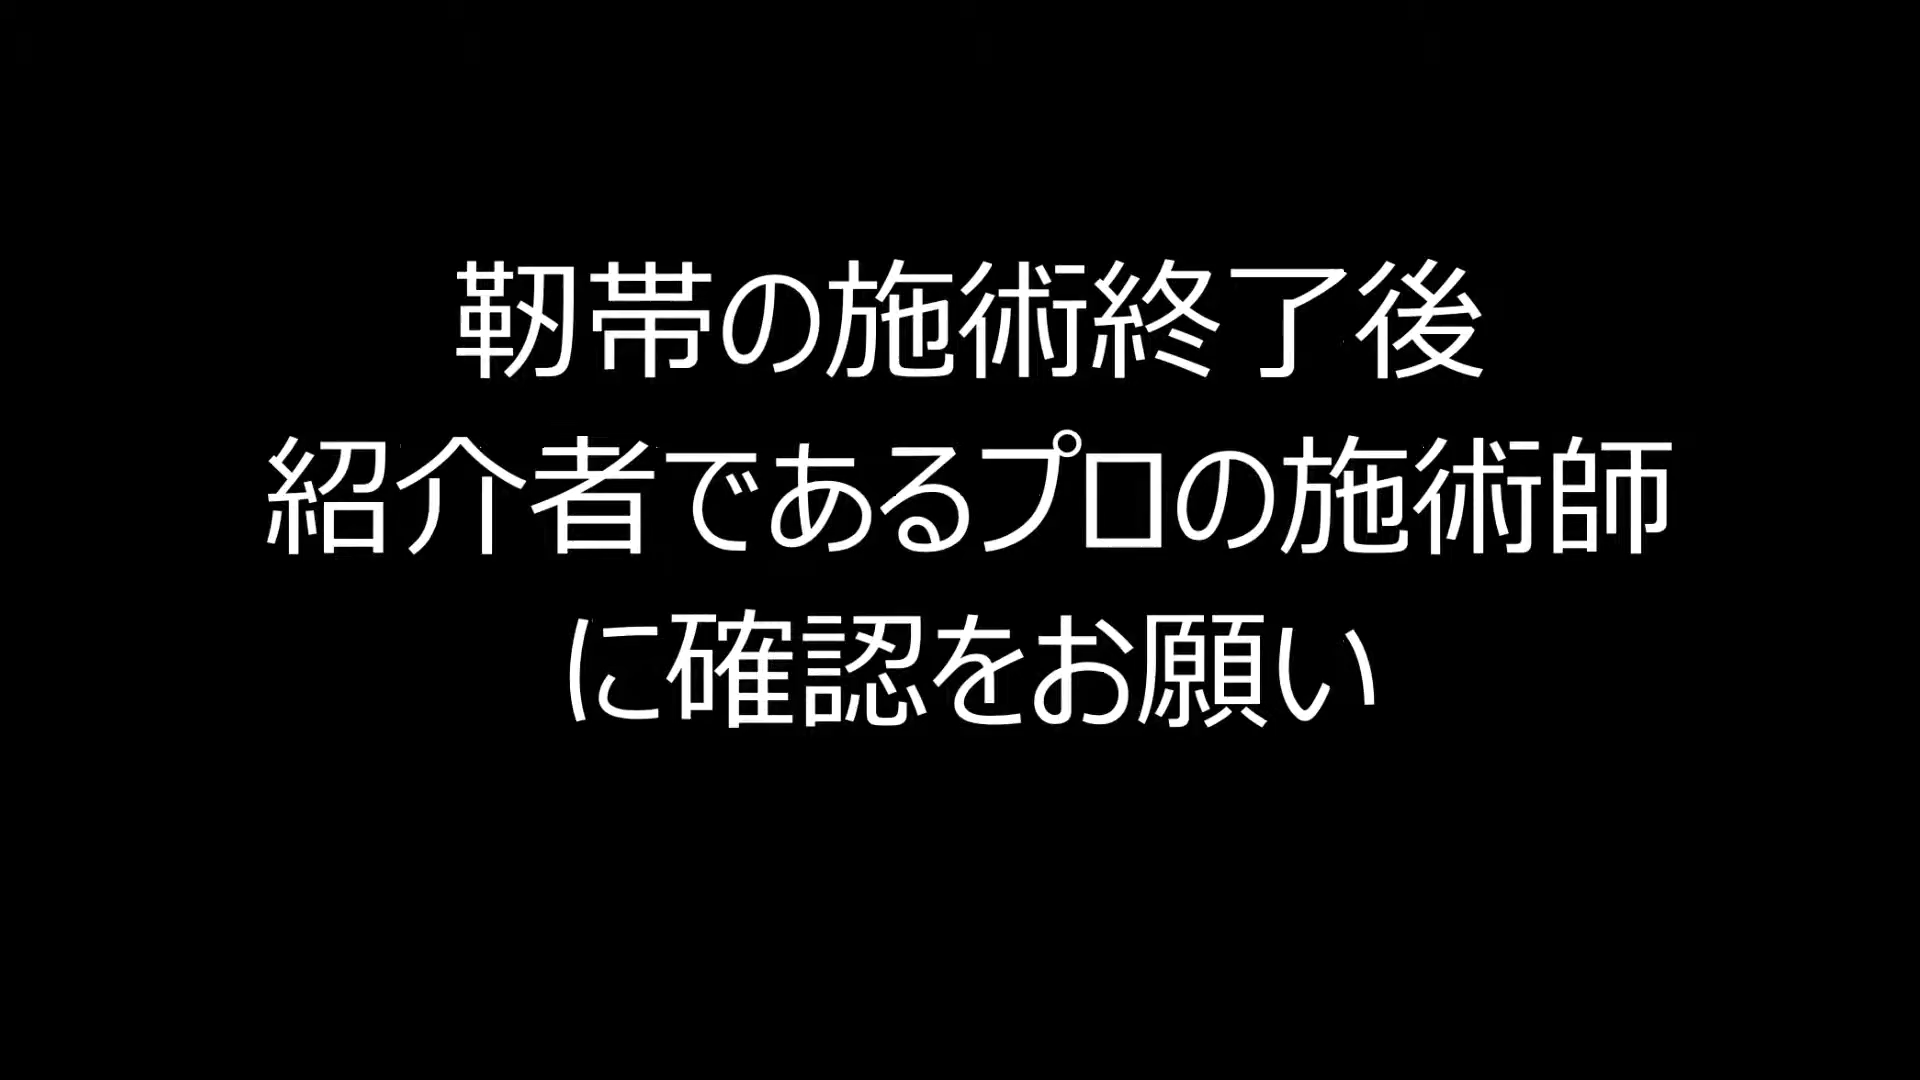 靭帯の施術終了後
紹介者であるプロの施術師
に確認をお願い